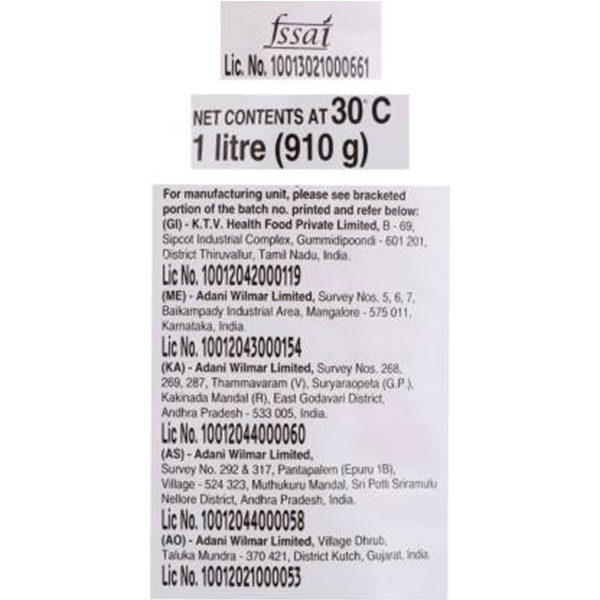 fssai
Lic. No. 10013021000661
NET CONTENTS AT 30°C
1 litre (910 g)
For manufacturing unit, please see bracketed
portion of the batch no. printed and refer below:
(GI) - K.T.V. Health Food Private Limited, B - 69,
Sipcot Industrial Complex, Gummidipoondi - 601 201,
District Thiruvallur, Tamil Nadu, India.
Lic No. 10012042000119
(ME) - Adani Wilmar Limited, Survey Nos. 5, 6, 7,
Baikampady Industrial Area, Mangalore - 575 011,
Karnataka, India.
Lic No. 10012043000154
(KA) - Adani Wilmar Limited, Survey Nos. 268,
269, 287, Thammavaram (V), Suryaraopeta (G.P.),
Kakinada Mandal (R), East Godavari District,
Andhra Pradesh - 533 005, India.
Lic No. 10012044000060
(AS) - Adani Wilmar Limited,
Survey No. 292 & 317, Pantapalem (Epuru 1B),
Village - 524 323, Muthukuru Mandal, Sri Potti Sriramulu
Nellore District, Andhra Pradesh, India.
Lic No. 10012044000058
(AO) - Adani Wilmar Limited, Village Dhrub,
Taluka Mundra - 370 421, District Kutch, Gujarat, India.
Lic No. 10012021000053